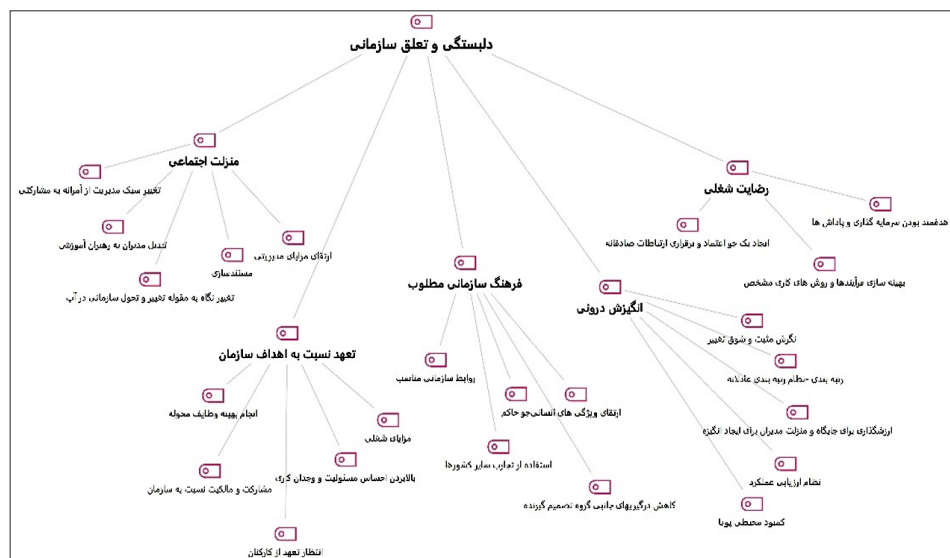 دلبستگی و تعلق سازمانی
منزلت اجتماعی
تغییر سبک مدیریت از آمرانه به مشارکتی
تبدیل مدیران به رهبران آموزشی
تغییر نگاه به مقوله تغییر و تحول سازمانی در آپ
مستندسازی
ارتقای مزایای مدیریتی
رضایت شغلی
هدفمند بودن سرمایه گذاری و پاداش ها
ایجاد یک جو اعتماد و برقراری ارتباطات صادقانه
بهینه سازی فرآیندها و روش های کاری مشخص
فرهنگ سازمانی مطلوب
روابط سازمانی مناسب
جو حاکم
ارتقای ویژگی های انسانی
استفاده از تجارب سایر کشورها
کاهش درگیریهای جانبی گروه تصمیم گیرنده
انگیزش درونی
نگرش مثبت و شوق تغییر
رتبه بندی -نظام رتبه بندی عادلانه
ارزشگذاری برای جایگاه و منزلت مدیران برای ایجاد انگیزه
نظام ارزیابی عملکرد
کمبود محیطی پویا
تعهد نسبت به اهداف سازمان
انجام بهینه وظایف محوله
مزایای شغلی
مشارکت و مالکیت نسبت به سازمان
بالابردن احساس مسئولیت و وجدان کاری
انتظار تعهد از کارکنان